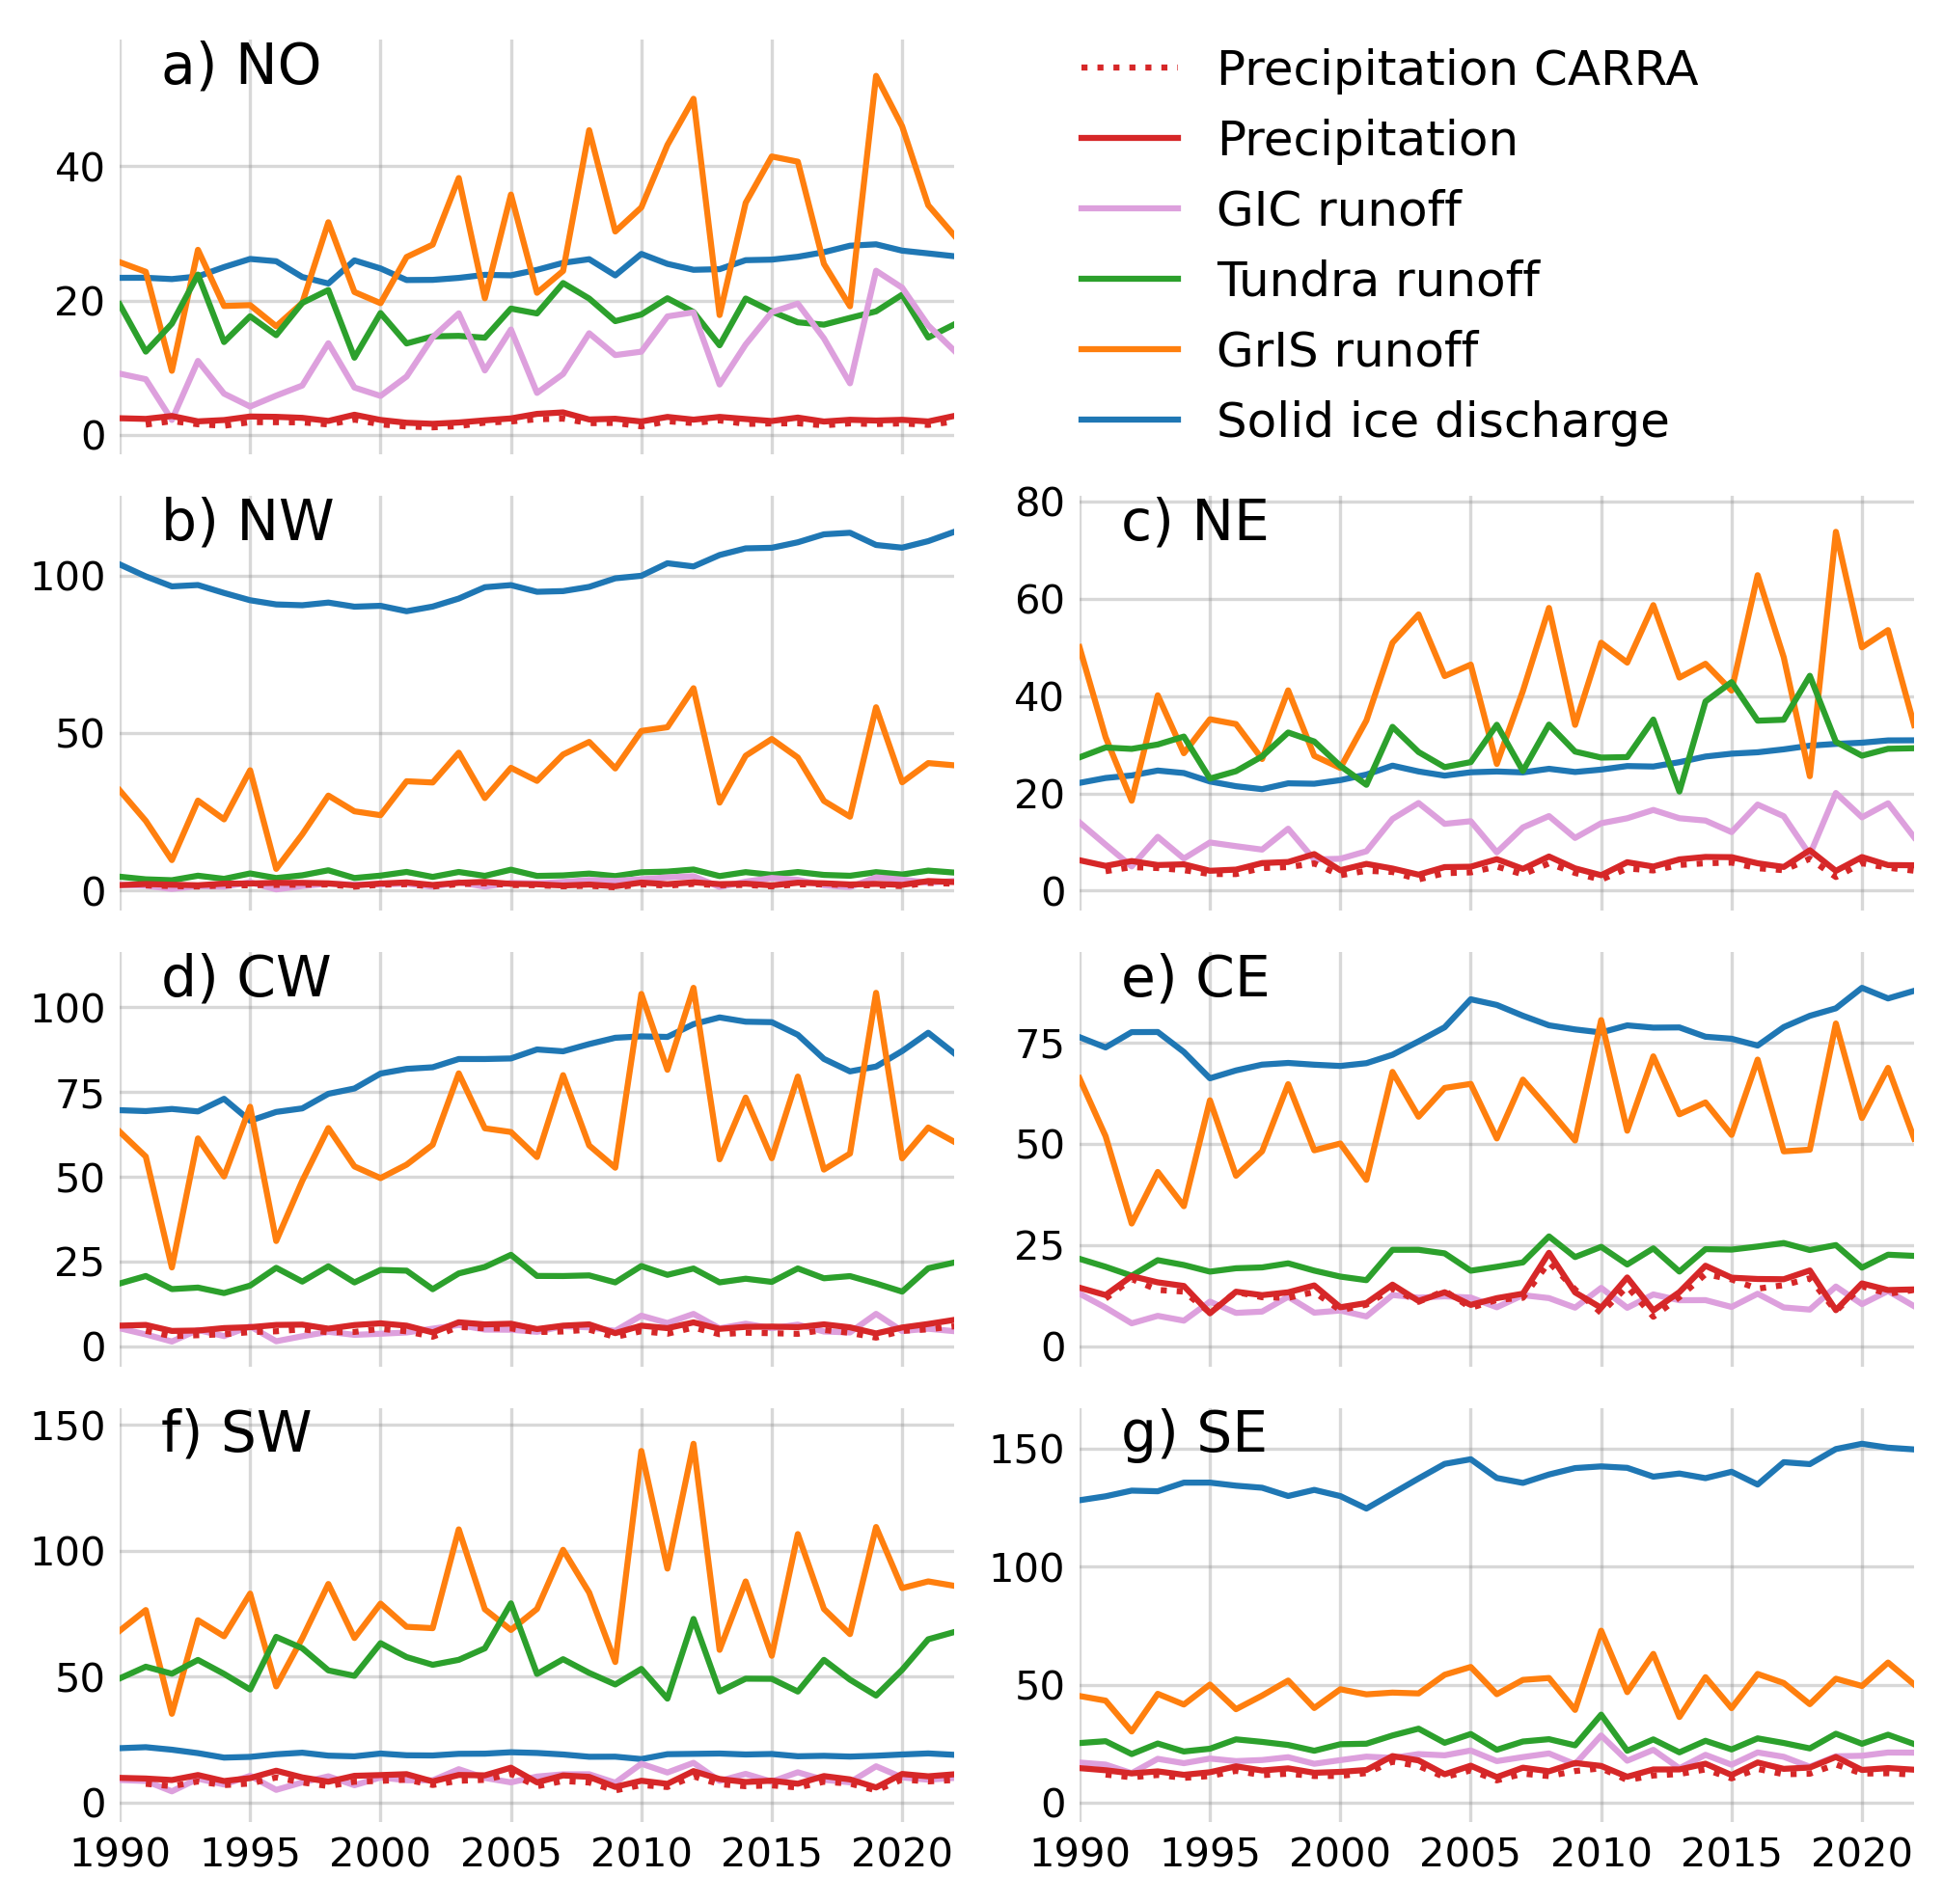 a) NO
40
20
0
Precipitation CARRA
Precipitation
GIC runoff
Tundra runoff
GrIS runoff
Solid ice discharge
b) NW
100
50
0
c) NE
80
60
40
20
0
d) CW
100
75
50
25
0
e) CE
75
50
25
0
f) SW
150
100
50
0
1990 1995 2000 2005 2010 2015 2020
g) SE
150
100
50
0
1990 1995 2000 2005 2010 2015 2020